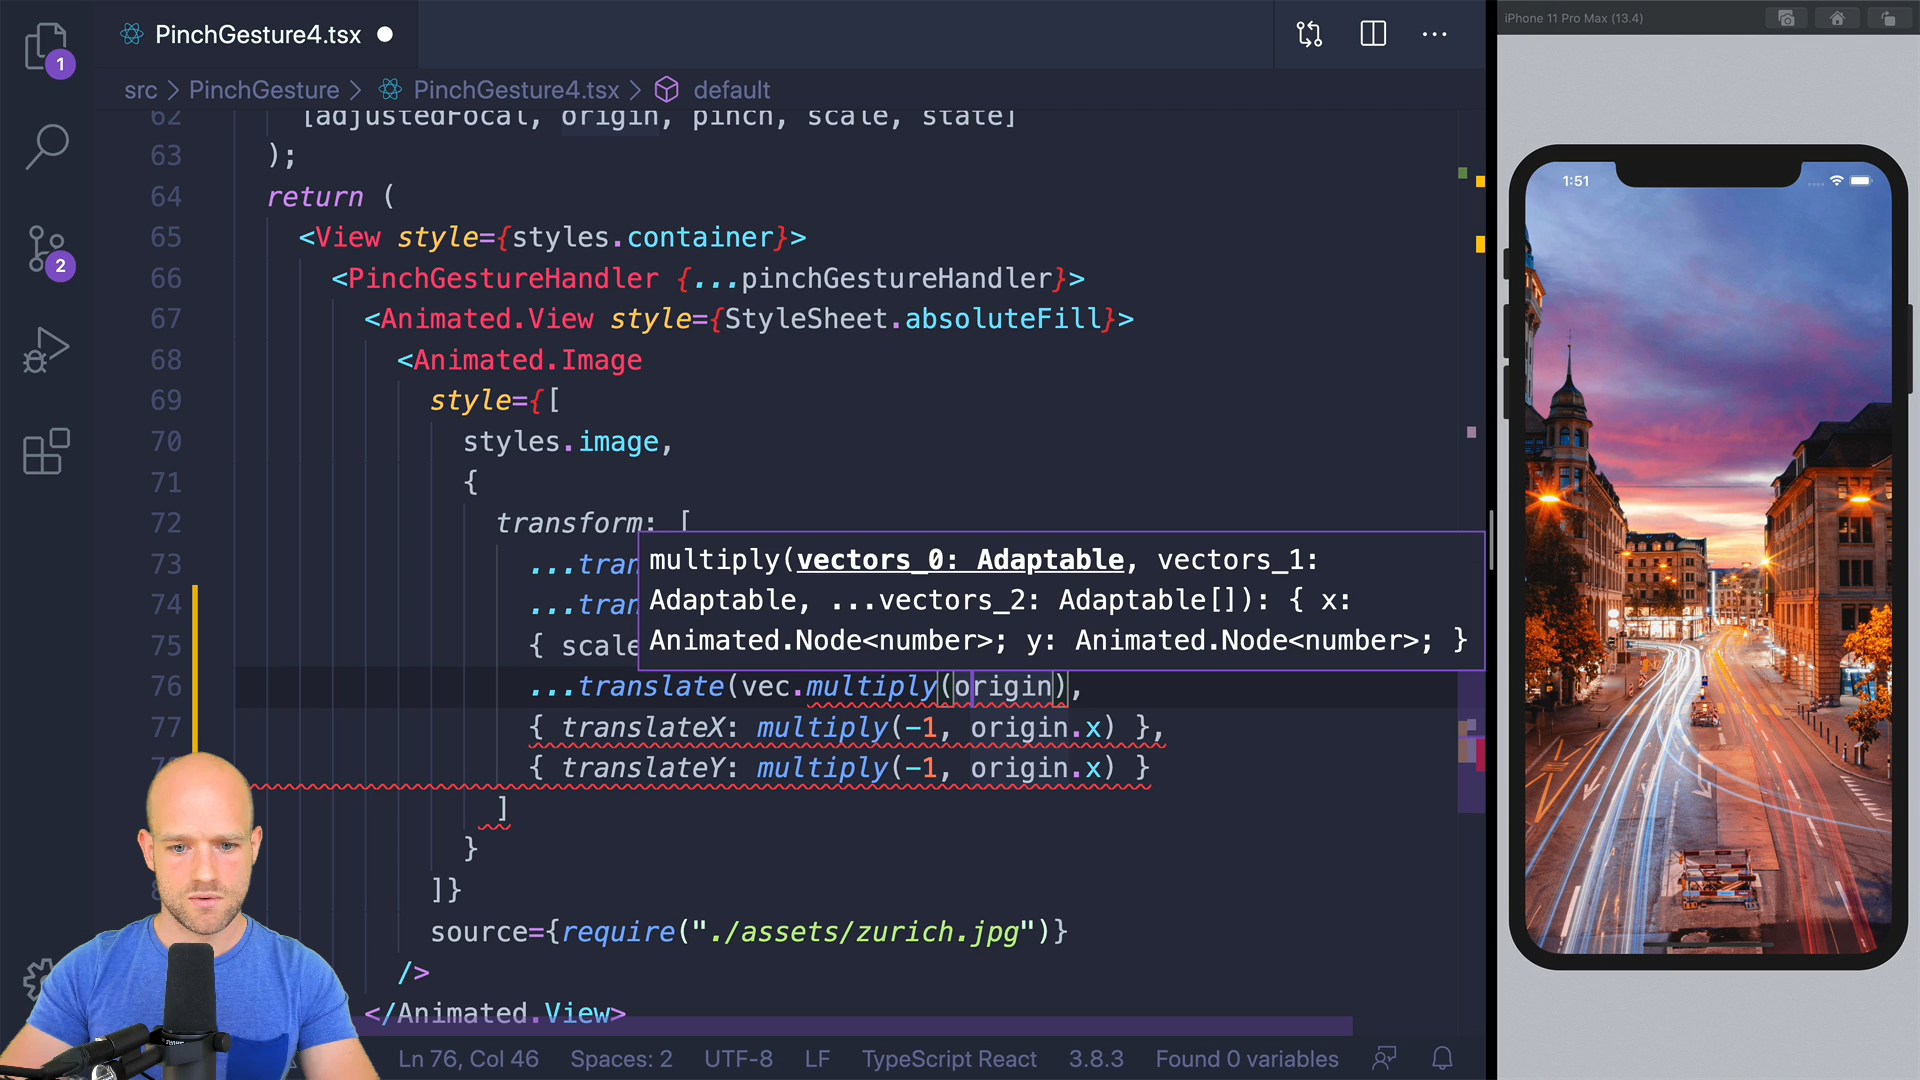 PinchGesture4.tsx
iPhone 11 Pro Max (13.4)
1
src > PinchGesture > PinchGesture4.tsx > default
62 [adjustedFocal, origin, pinch, scale, state]
63 );
64 return (
65 <View style={styles.container}>
66 <PinchGestureHandler {...pinchGestureHandler}>
67 <Animated.View style={StyleSheet.absoluteFill}>
68 <Animated.Image
69 style={[
70 styles.image,
71 {
72 transform: [
73 ...tran
74 ...tran
75 { scale
multiply(vectors_0: Adaptable, vectors_1:
Adaptable, ...vectors_2: Adaptable[]): { x:
Animated.Node<number>; y: Animated.Node<number>; }
76 ...translate(vec.multiply(origin),
77 { translateX: multiply(-1, origin.x) },
{ translateY: multiply(-1, origin.x) }
]
}
]}
source={require("./assets/zurich.jpg")}
/>
</Animated.View>
2
1:51
Ln 76, Col 46 Spaces: 2 UTF-8 LF TypeScript React 3.8.3 Found 0 variables